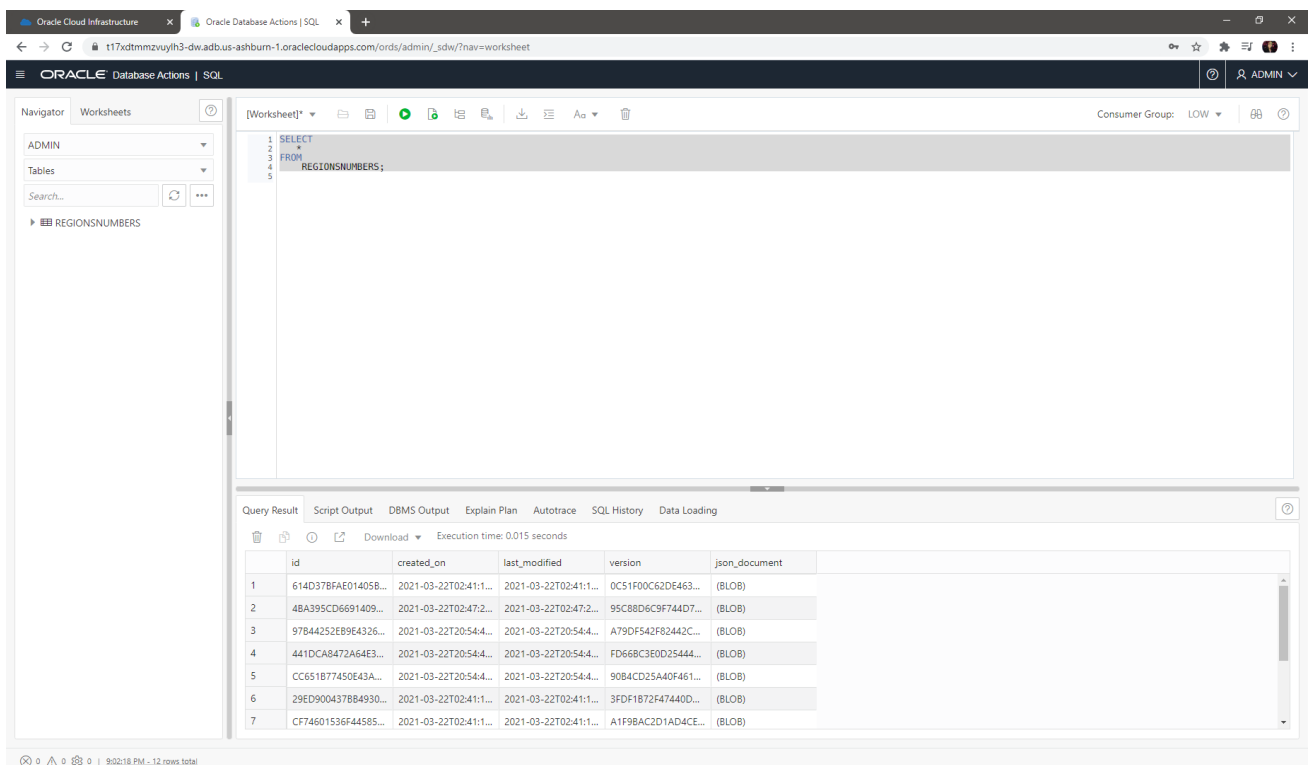 Oracle Cloud Infrastructure
Oracle Database Actions | SQL
t17xdtmmzvuylh3-dw.adb.us-ashburn-1.oraclecloudapps.com/ords/admin/_sdw/?nav=worksheet
ORACLE Database Actions | SQL
ADMIN
Navigator Worksheets
[Worksheet]* Aa Consumer Group: LOW
ADMIN
Tables
Search...
REGIONSNUMBERS
1 SELECT
2 *
3 FROM
4 REGIONSNUMBERS;
5
Query Result Script Output DBMS Output Explain Plan Autotrace SQL History Data Loading
Download Execution time: 0.015 seconds
id created_on last_modified version json_document
1 614D37BFAE01405B... 2021-03-22T02:41:1... 2021-03-22T02:41:1... 0C51F00C62DE463... (BLOB)
2 4BA395CD6691409... 2021-03-22T02:47:2... 2021-03-22T02:47:2... 95C88D6C9F744D7... (BLOB)
3 97B44252EB9E4326... 2021-03-22T20:54:4... 2021-03-22T20:54:4... A79DF542F82442C... (BLOB)
4 441DCA8472A64E3... 2021-03-22T20:54:4... 2021-03-22T20:54:4... FD66BC3E0D25444... (BLOB)
5 CC651B77450E43A... 2021-03-22T20:54:4... 2021-03-22T20:54:4... 90B4CD25A40F461... (BLOB)
6 29ED900437BB4930... 2021-03-22T02:41:1... 2021-03-22T02:41:1... 3FDF1B72F47440D... (BLOB)
7 CF74601536F44585... 2021-03-22T02:41:1... 2021-03-22T02:41:1... A1F9BAC2D1AD4CE... (BLOB)
0 0 0 | 9:02:18 PM - 12 rows total